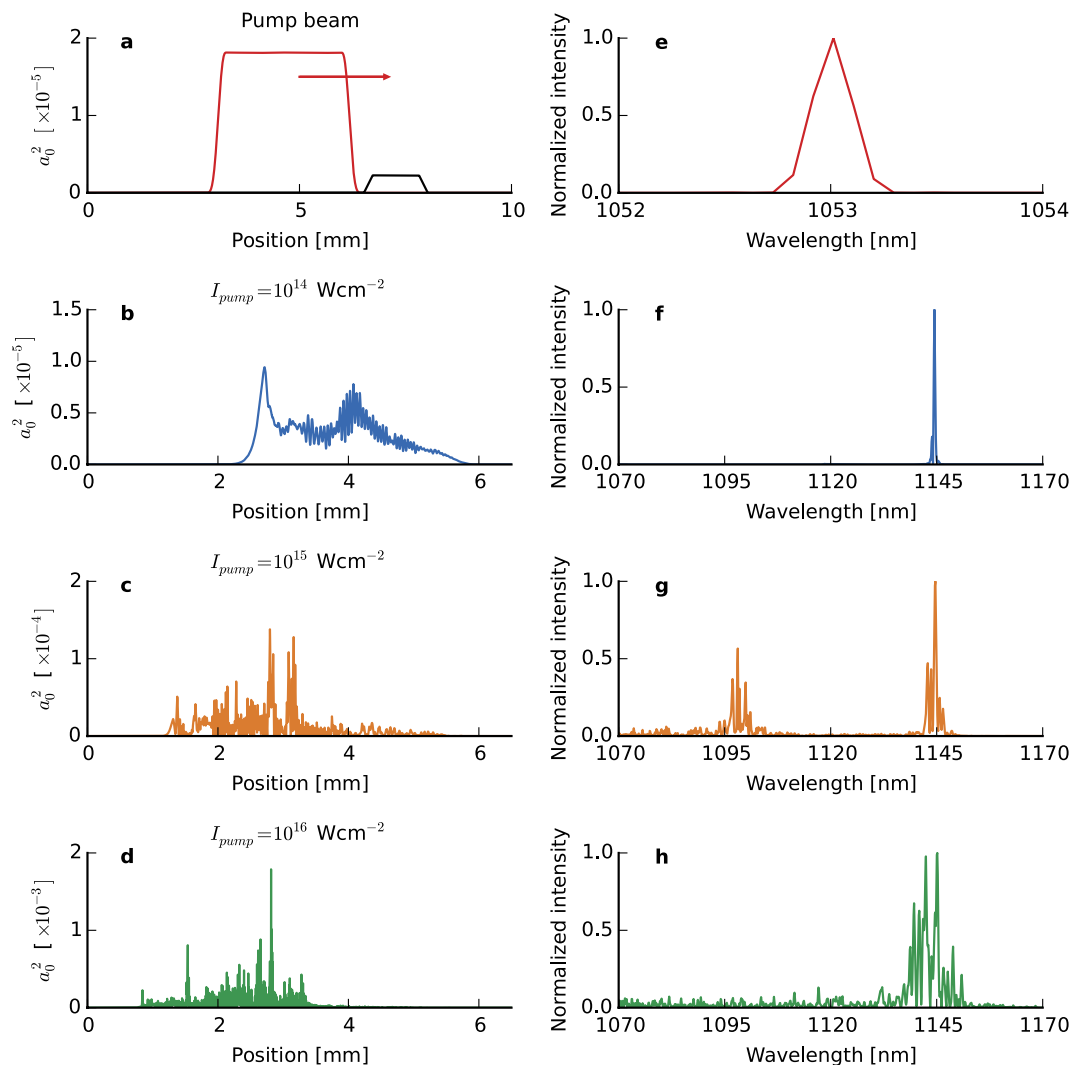 Pump beam
a
a₀² [×10⁻⁵]
2
1
0
0 5 10
Position [mm]
e
Normalized intensity
1.0
0.5
0.0
1052 1053 1054
Wavelength [nm]
I_pump=10¹⁴ Wcm⁻²
b
a₀² [×10⁻⁵]
1.5
1.0
0.5
0.0
0 2 4 6
Position [mm]
f
Normalized intensity
1.0
0.5
0.0
1070 1095 1120 1145 1170
Wavelength [nm]
I_pump=10¹⁵ Wcm⁻²
c
a₀² [×10⁻⁴]
2
1
0
0 2 4 6
Position [mm]
g
Normalized intensity
1.0
0.5
0.0
1070 1095 1120 1145 1170
Wavelength [nm]
I_pump=10¹⁶ Wcm⁻²
d
a₀² [×10⁻³]
2
1
0
0 2 4 6
Position [mm]
h
Normalized intensity
1.0
0.5
0.0
1070 1095 1120 1145 1170
Wavelength [nm]